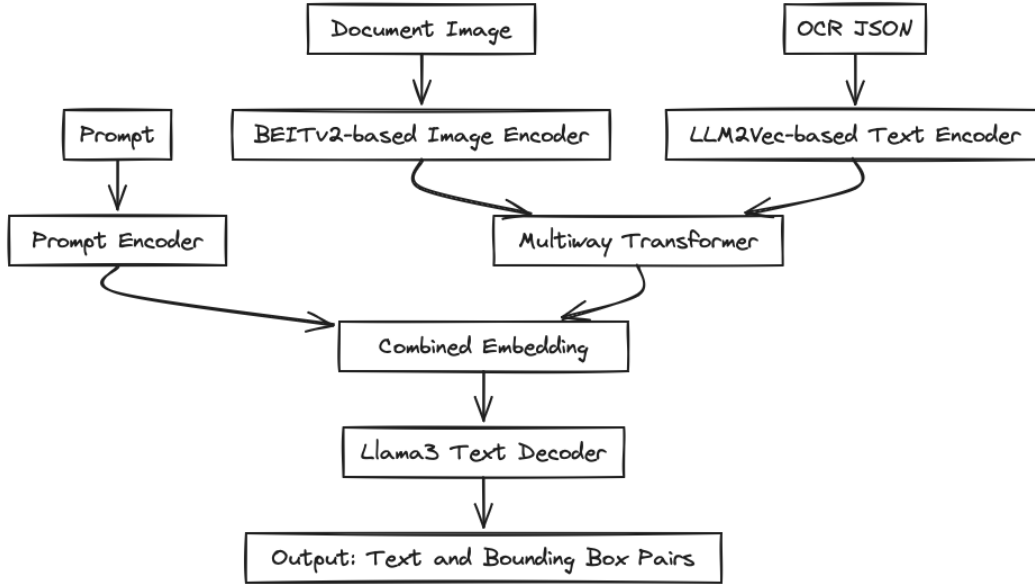 Document Image
OCR JSON
Prompt
BEITv2-based Image Encoder
LLM2Vec-based Text Encoder
Prompt Encoder
Multiway Transformer
Combined Embedding
Llama3 Text Decoder
Output: Text and Bounding Box Pairs